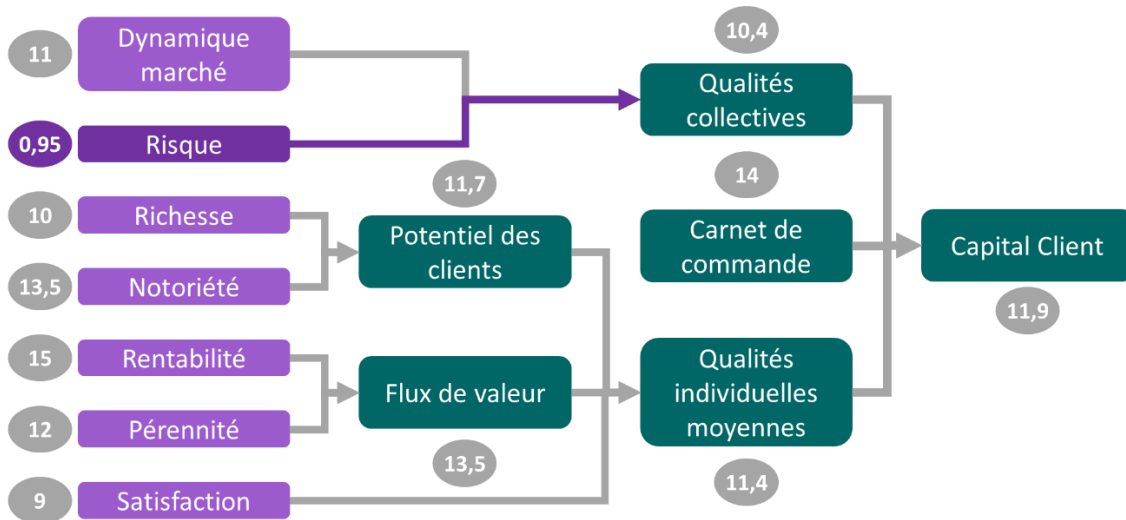 11
Dynamique
marché
0,95
Risque
10
Richesse
13,5
Notoriété
15
Rentabilité
12
Pérennité
9
Satisfaction
11,7
Potentiel des
clients
Flux de valeur
13,5
10,4
Qualités
collectives
14
Carnet de
commande
Qualités
individuelles
moyennes
11,4
Capital Client
11,9